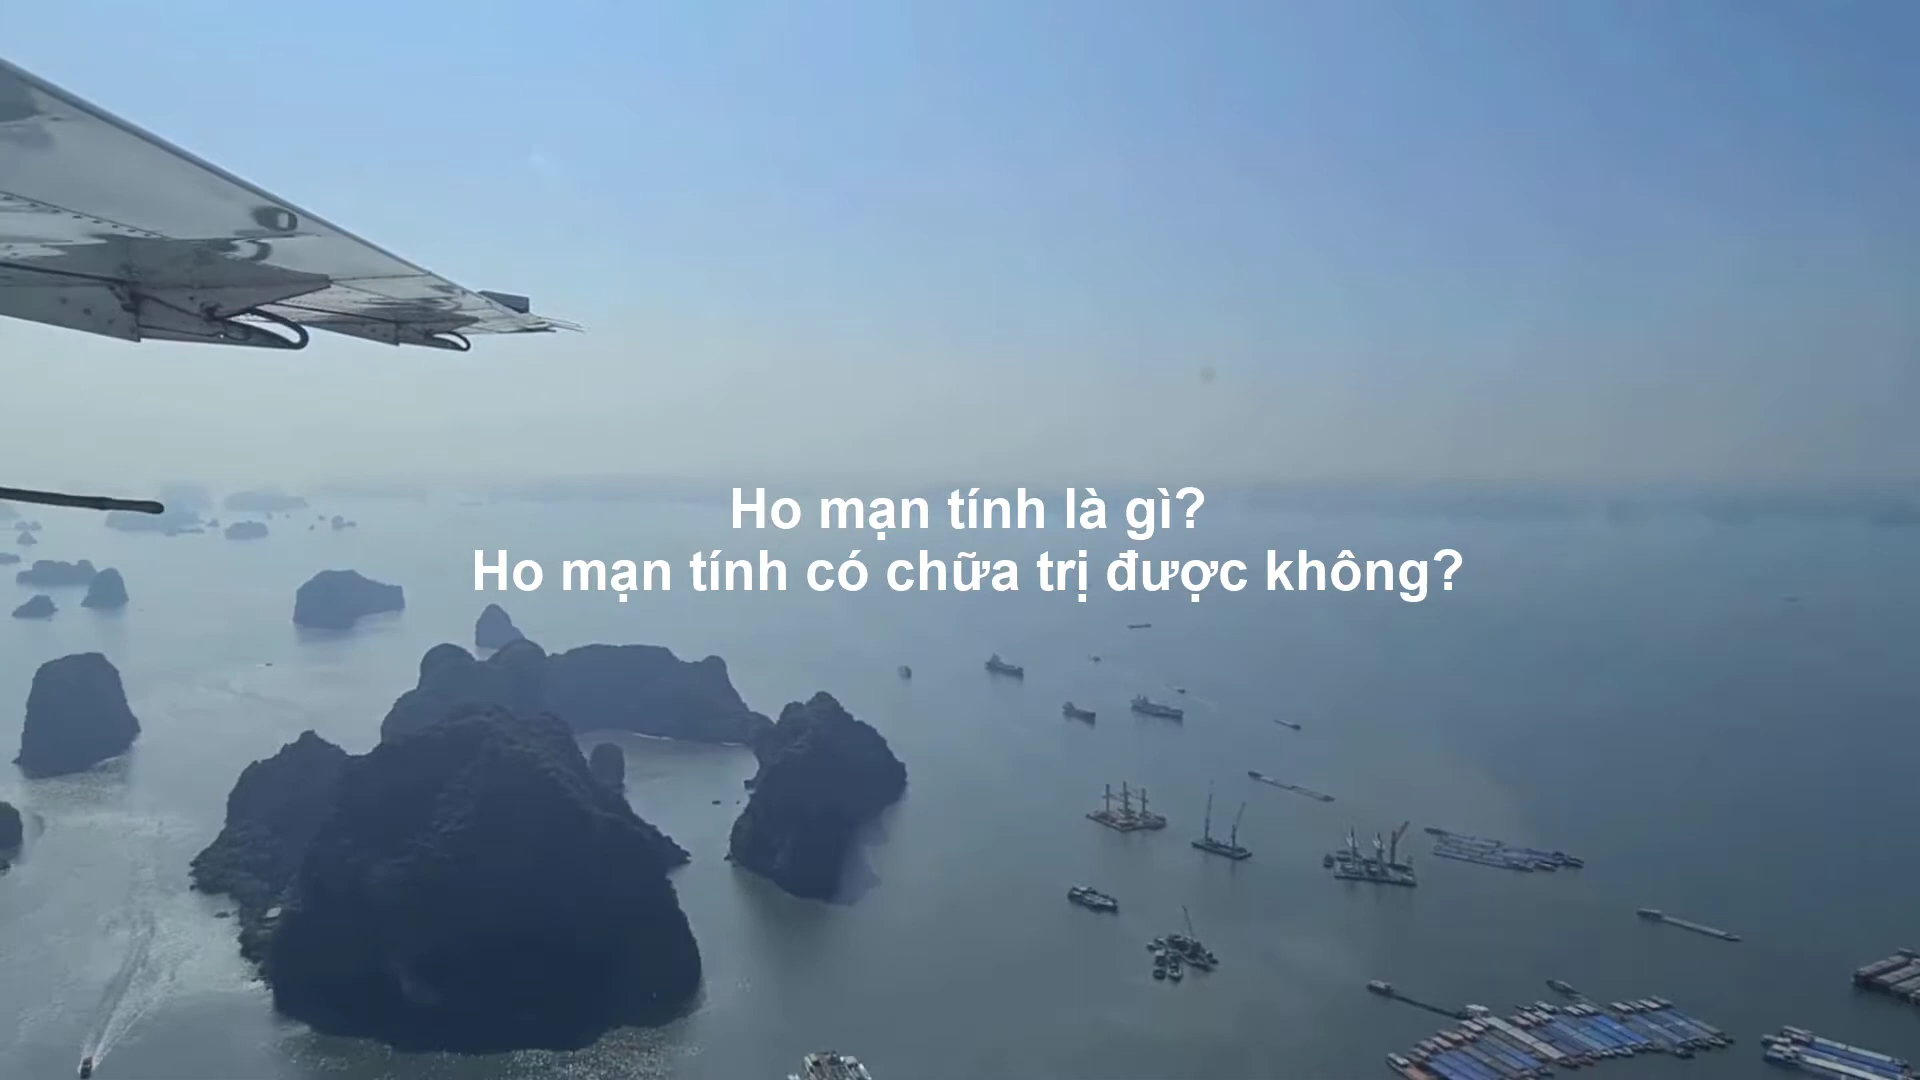 Ho mạn tính là gì?
Ho mạn tính có chữa trị được không?